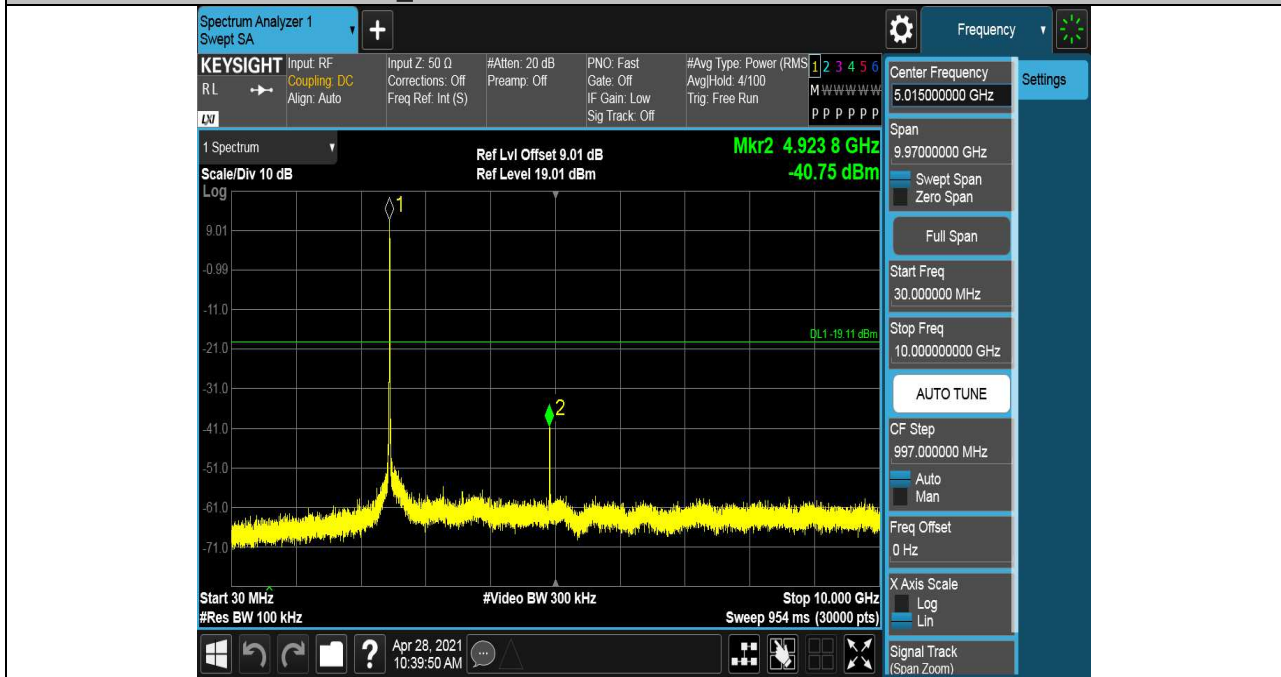 Spectrum Analyzer 1
Swept SA
+
Frequency
KEYSIGHT
RL
LXI
Input: RF
Coupling: DC
Align: Auto
Input Z: 50 Ω
Corrections: Off
Freq Ref: Int (S)
#Atten: 20 dB
Preamp: Off
PNO: Fast
Gate: Off
IF Gain: Low
Sig Track: Off
#Avg Type: Power (RMS
Avg|Hold: 4/100
Trig: Free Run
1 2 3 4 5 6
M W W W W W
P P P P P P
1 Spectrum
Scale/Div 10 dB
Log
Ref Lvl Offset 9.01 dB
Ref Level 19.01 dBm
Mkr2 4.923 8 GHz
-40.75 dBm
1
9.01
-0.99
-11.0
DL1 -19.11 dBm
-21.0
-31.0
2
-41.0
-51.0
-61.0
-71.0
Start 30 MHz
#Res BW 100 kHz
#Video BW 300 kHz
Stop 10.000 GHz
Sweep 954 ms (30000 pts)
?
Apr 28, 2021
10:39:50 AM
Center Frequency
5.015000000 GHz
Settings
Span
9.97000000 GHz
Swept Span
Zero Span
Full Span
Start Freq
30.000000 MHz
Stop Freq
10.000000000 GHz
AUTO TUNE
CF Step
997.000000 MHz
Auto
Man
Freq Offset
0 Hz
X Axis Scale
Log
Lin
Signal Track
(Span Zoom)